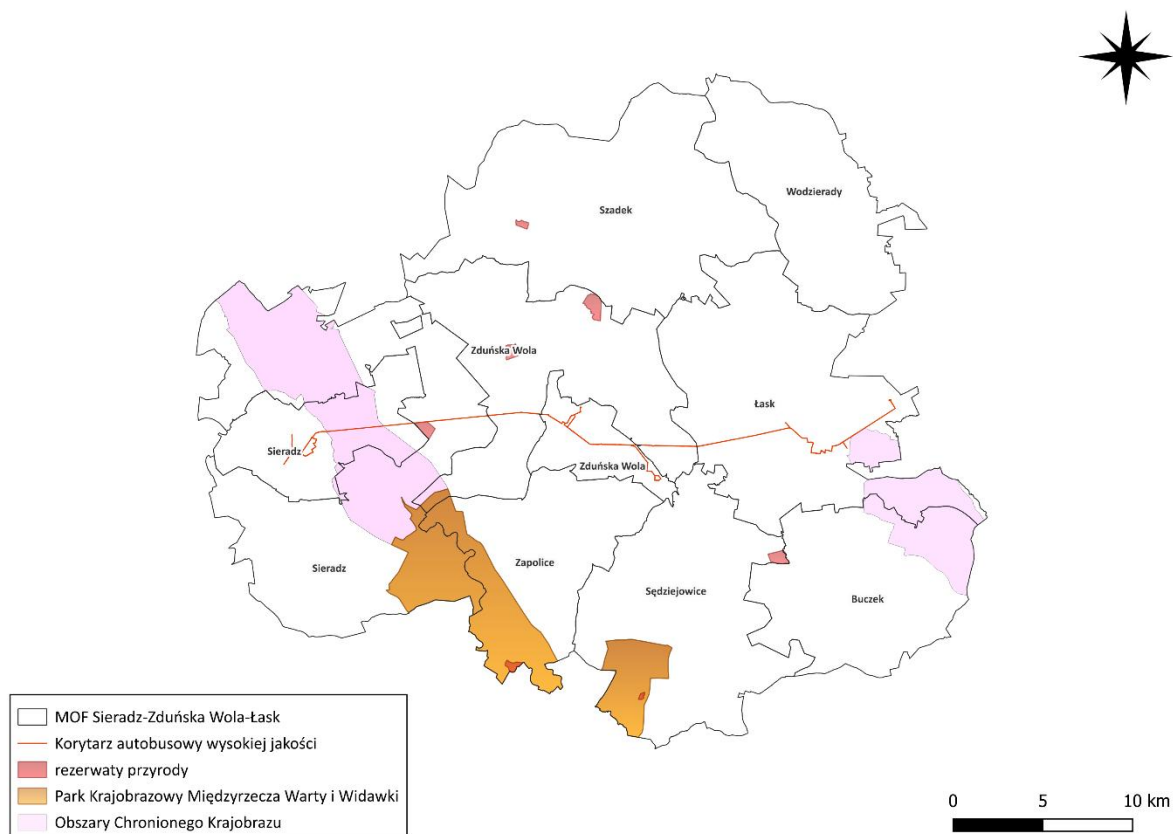 Wodzierady
Szadek
Zduńska Wola
Łask
Sieradz
Zduńska Wola
Zapolice
Sieradz
Sędziejowice
Buczek
MOF Sieradz-Zduńska Wola-Łask
Korytarz autobusowy wysokiej jakości
rezerwaty przyrody
Park Krajobrazowy Międzyrzecza Warty i Widawki
Obszary Chronionego Krajobrazu
0 5 10 km